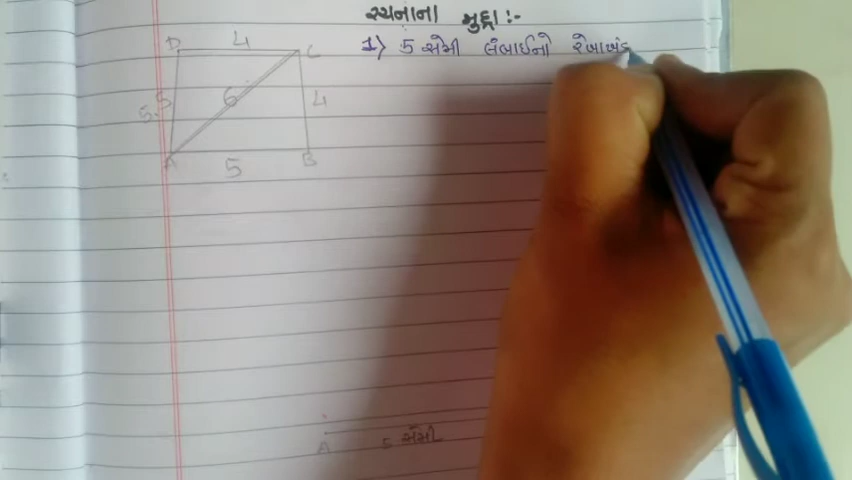 રચનાના મુદ્દા :-
1) 5 સેમી લંબાઈનો રેખાખંડ
D 4 C
5.5 6 4
A 5 B
A 5 સેમી